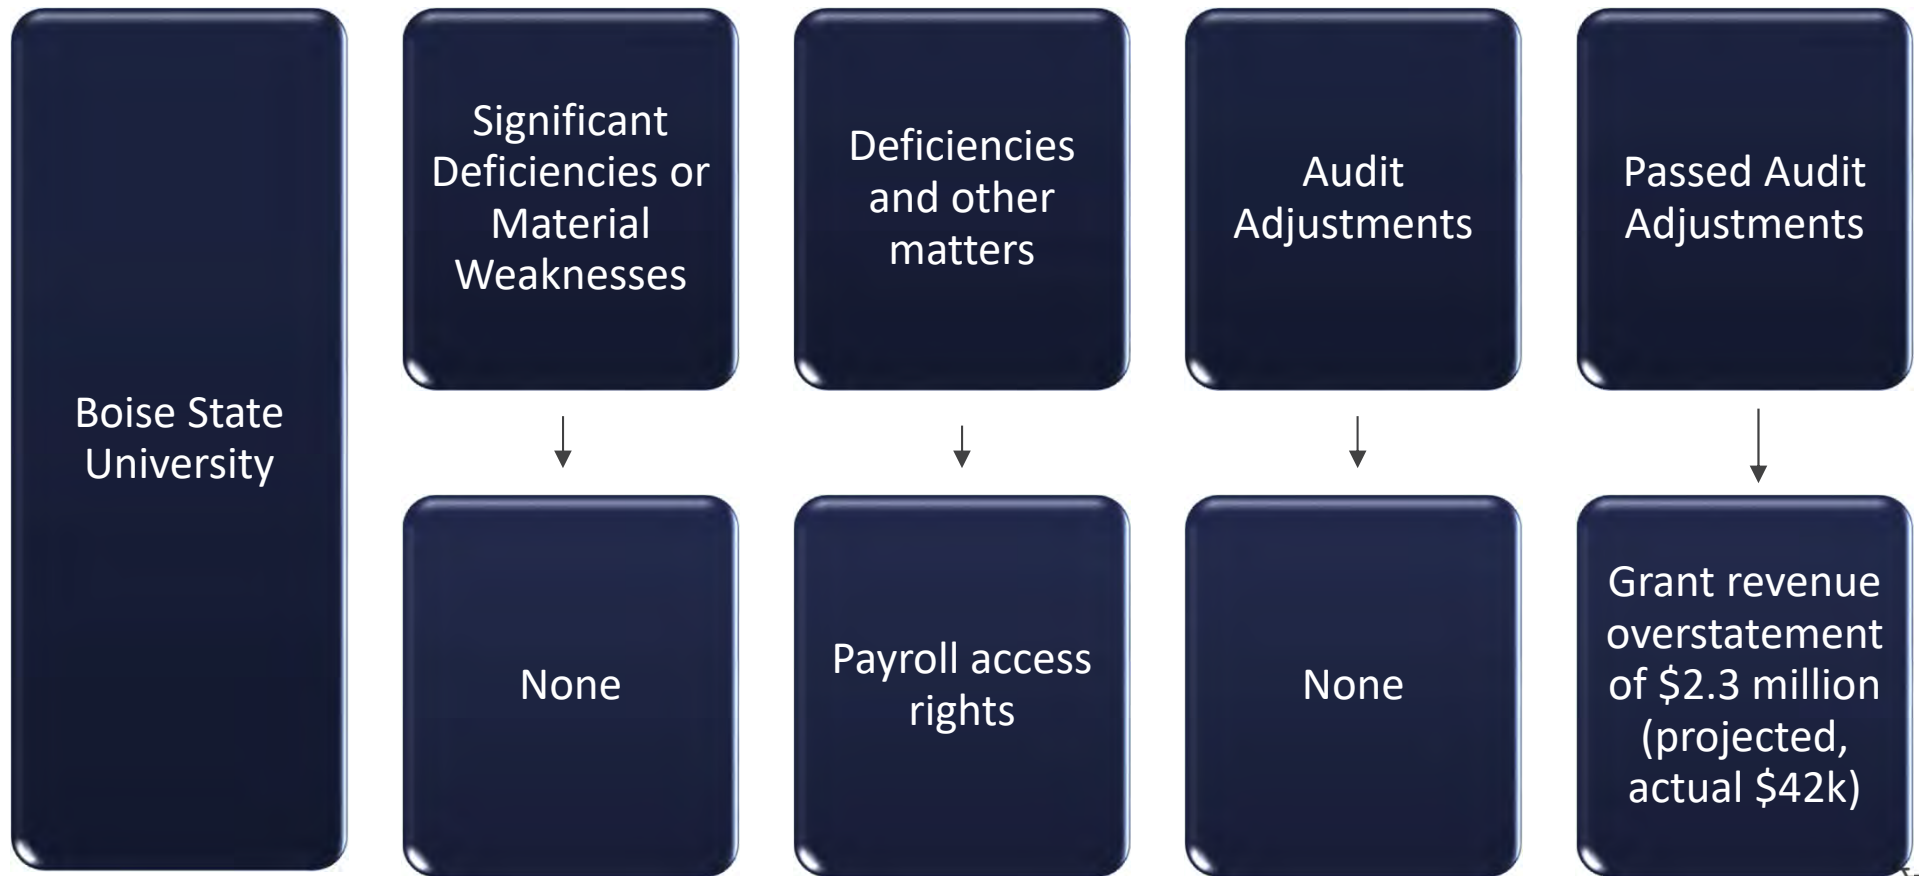 Boise State
University
Significant
Deficiencies or
Material
Weaknesses
Deficiencies
and other
matters
Audit
Adjustments
Passed Audit
Adjustments
None
Payroll access
rights
None
Grant revenue
overstatement
of $2.3 million
(projected,
actual $42k)